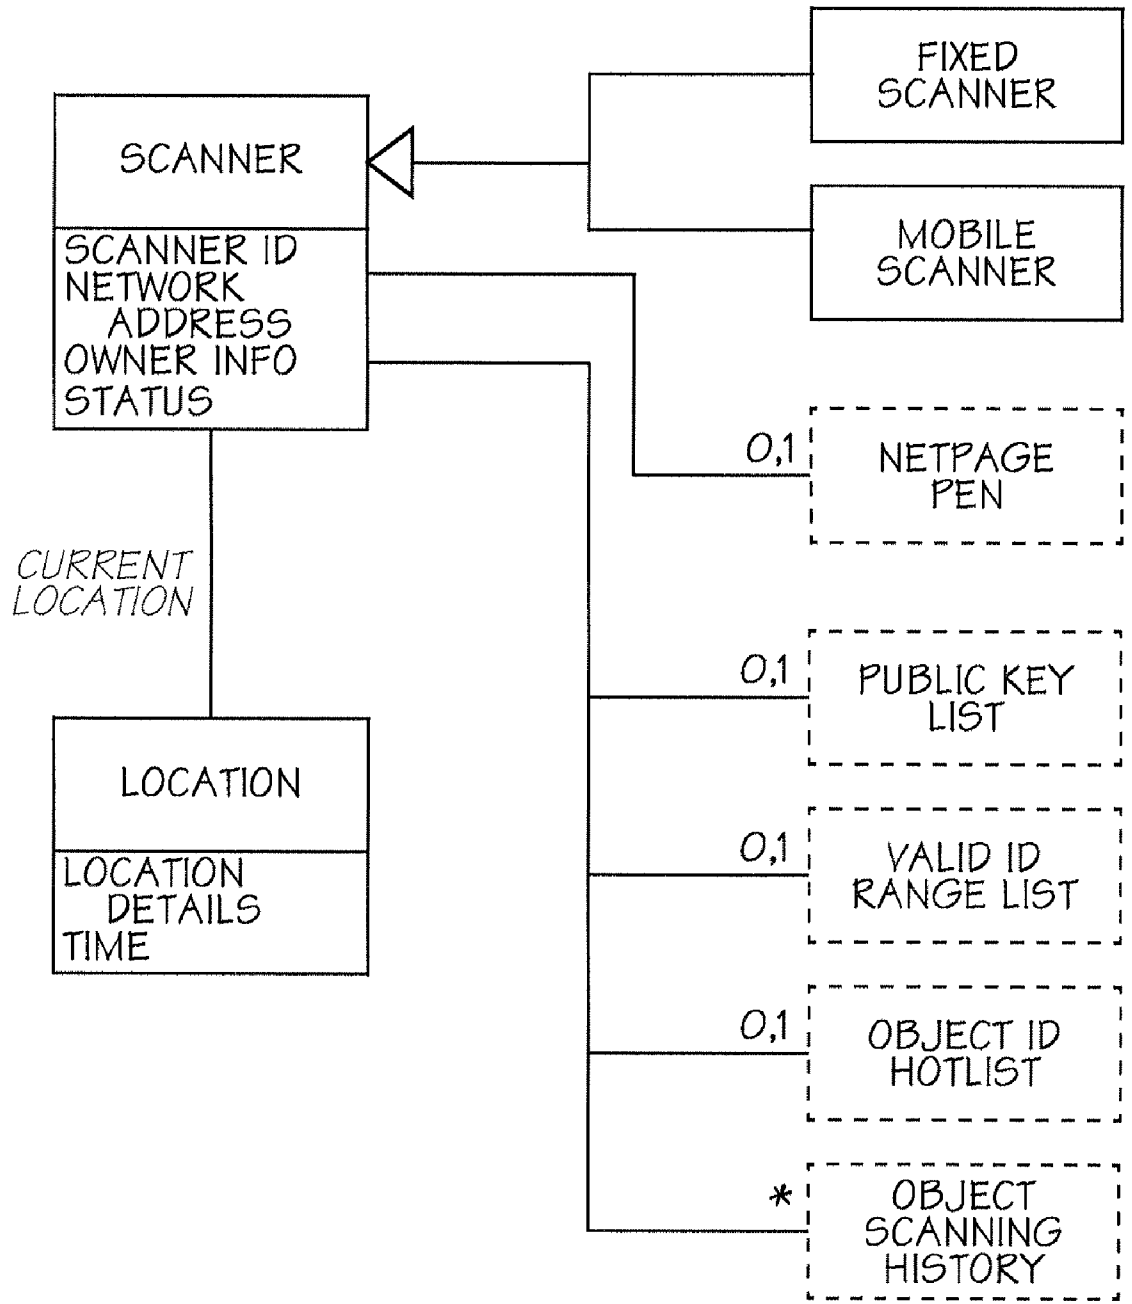 FIXED
SCANNER
SCANNER
MOBILE
SCANNER
SCANNER ID
NETWORK
ADDRESS
OWNER INFO
STATUS
0,1
NETPAGE
PEN
CURRENT
LOCATION
0,1
PUBLIC KEY
LIST
LOCATION
0,1
VALID ID
RANGE LIST
LOCATION
DETAILS
TIME
0,1
OBJECT ID
HOTLIST
*
OBJECT
SCANNING
HISTORY